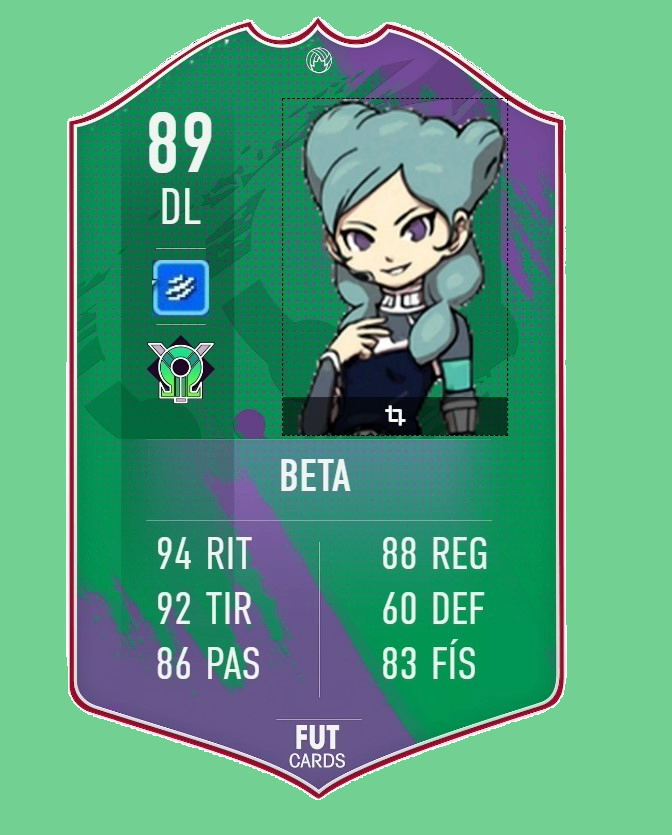 89
DL
BETA
94 RIT
92 TIR
86 PAS
88 REG
60 DEF
83 FÍS
FUT
CARDS